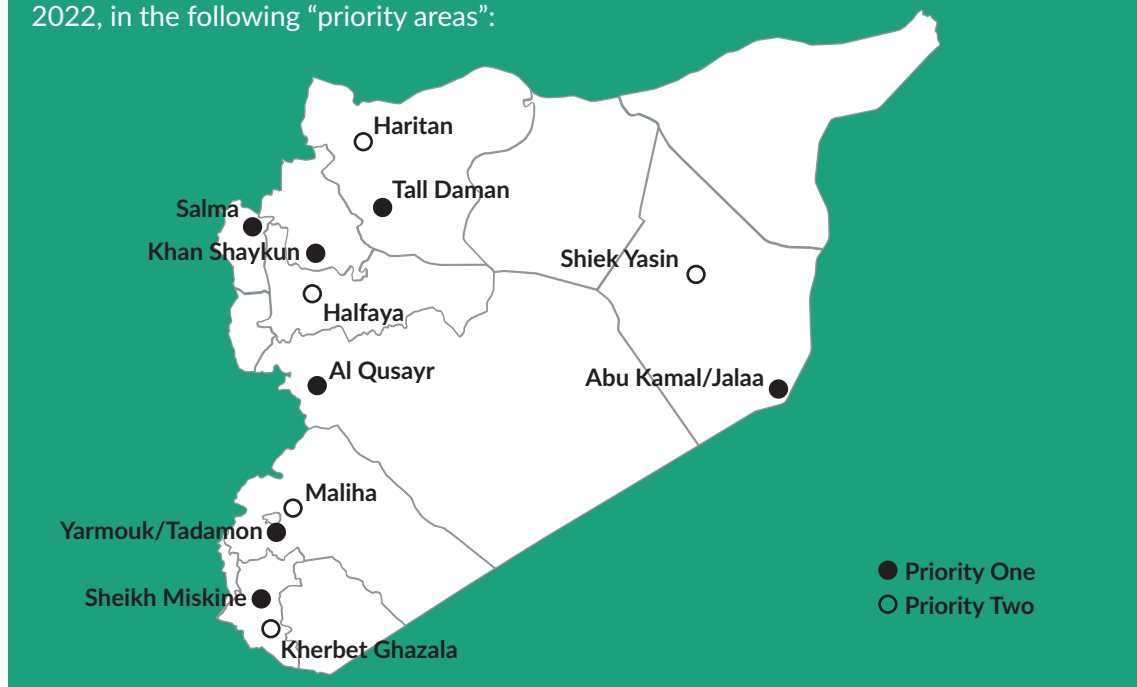 2022, in the following “priority areas”:
Haritan
Tall Daman
Salma
Khan Shaykun
Shiek Yasin
Halfaya
Al Qusayr
Abu Kamal/Jalaa
Maliha
Yarmouk/Tadamon
Priority One
Sheikh Miskine
Priority Two
Kherbet Ghazala